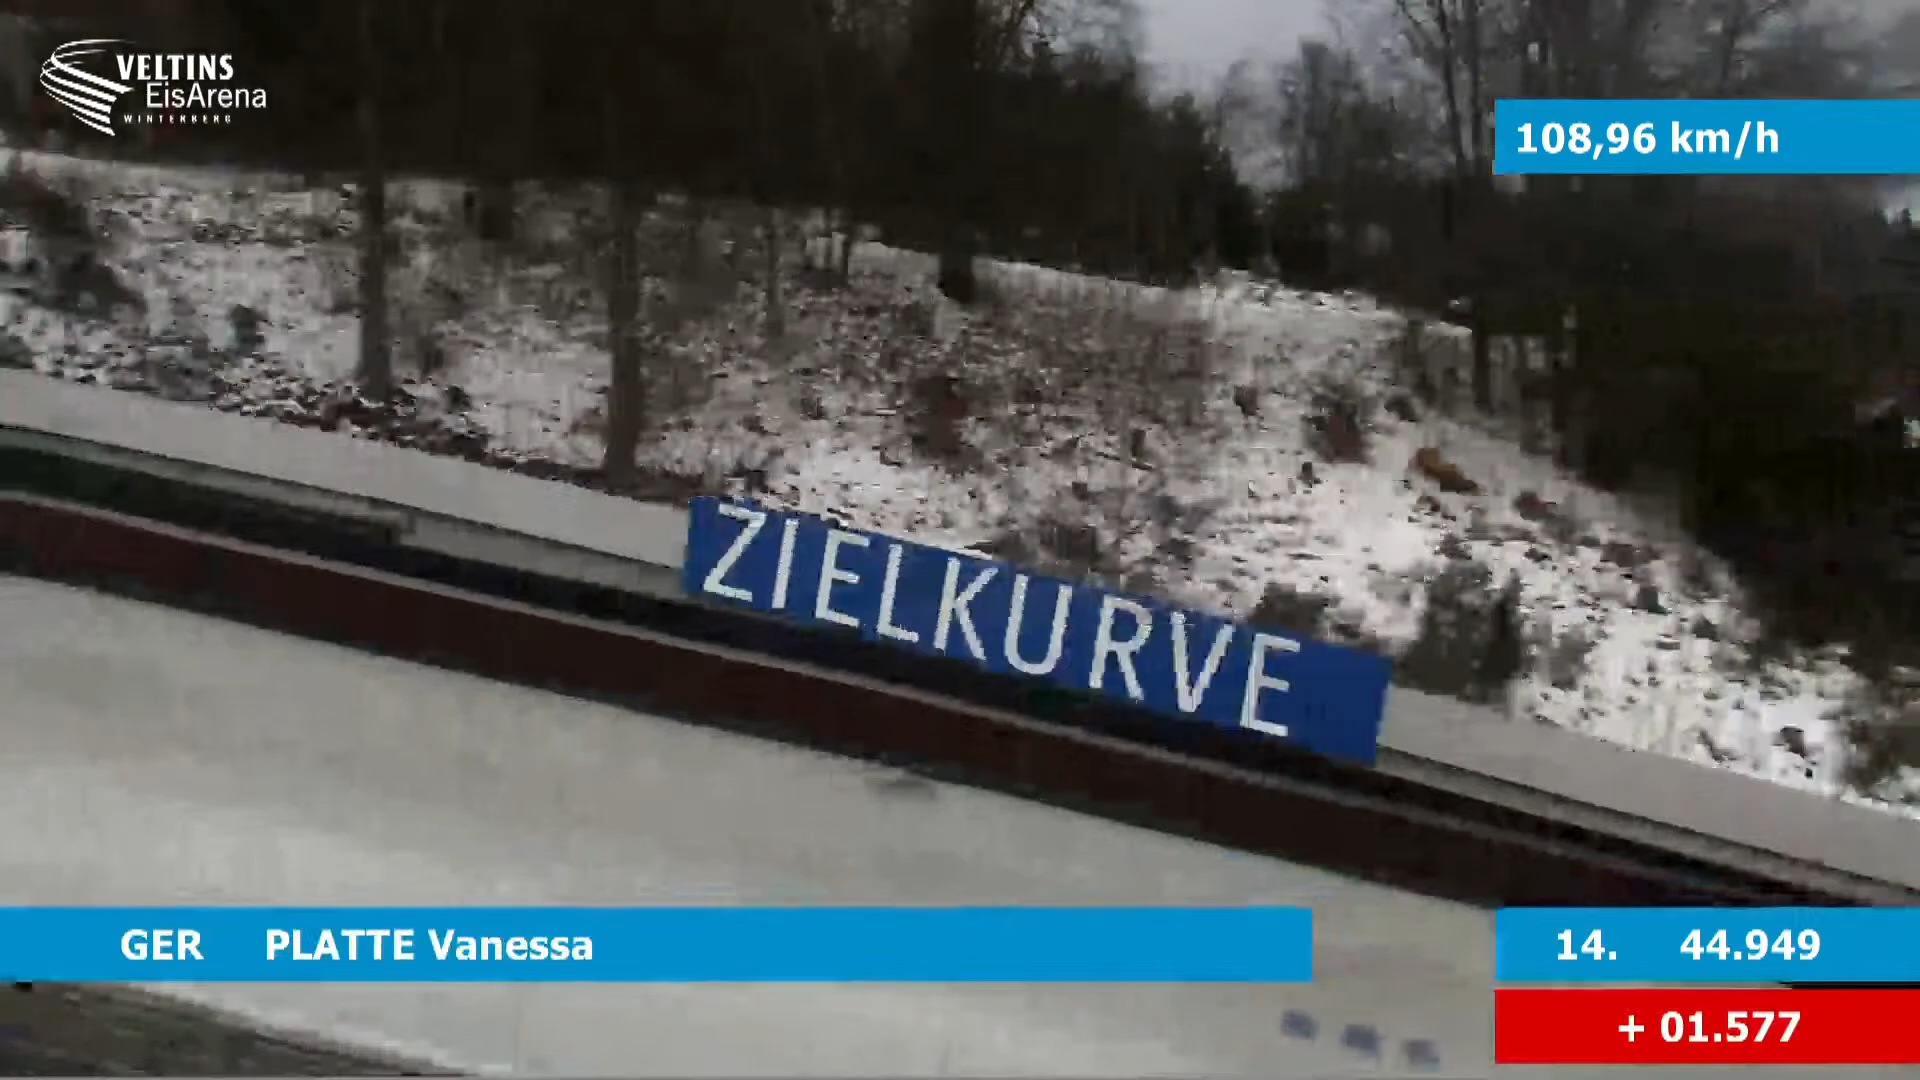 VELTINS
EisArena
WINTERBERG
108,96 km/h
ZIELKURVE
GER PLATTE Vanessa
14. 44.949
+ 01.577